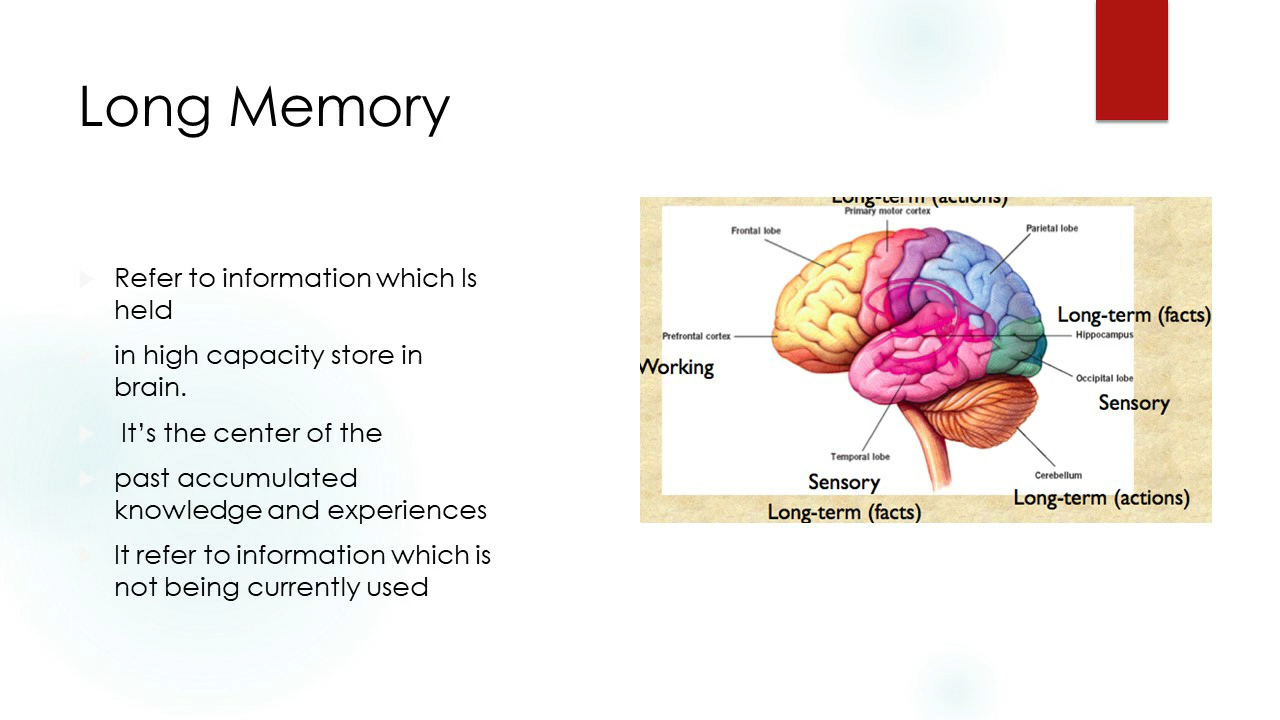 Long Memory
Refer to information which Is
held
in high capacity store in
brain.
It’s the center of the
past accumulated
knowledge and experiences
It refer to information which is
not being currently used
Long-term (actions)
Primary motor cortex
Frontal lobe
Parietal lobe
Long-term (facts)
Prefrontal cortex
Hippocampus
Working
Occipital lobe
Sensory
Temporal lobe
Cerebellum
Sensory
Long-term (actions)
Long-term (facts)